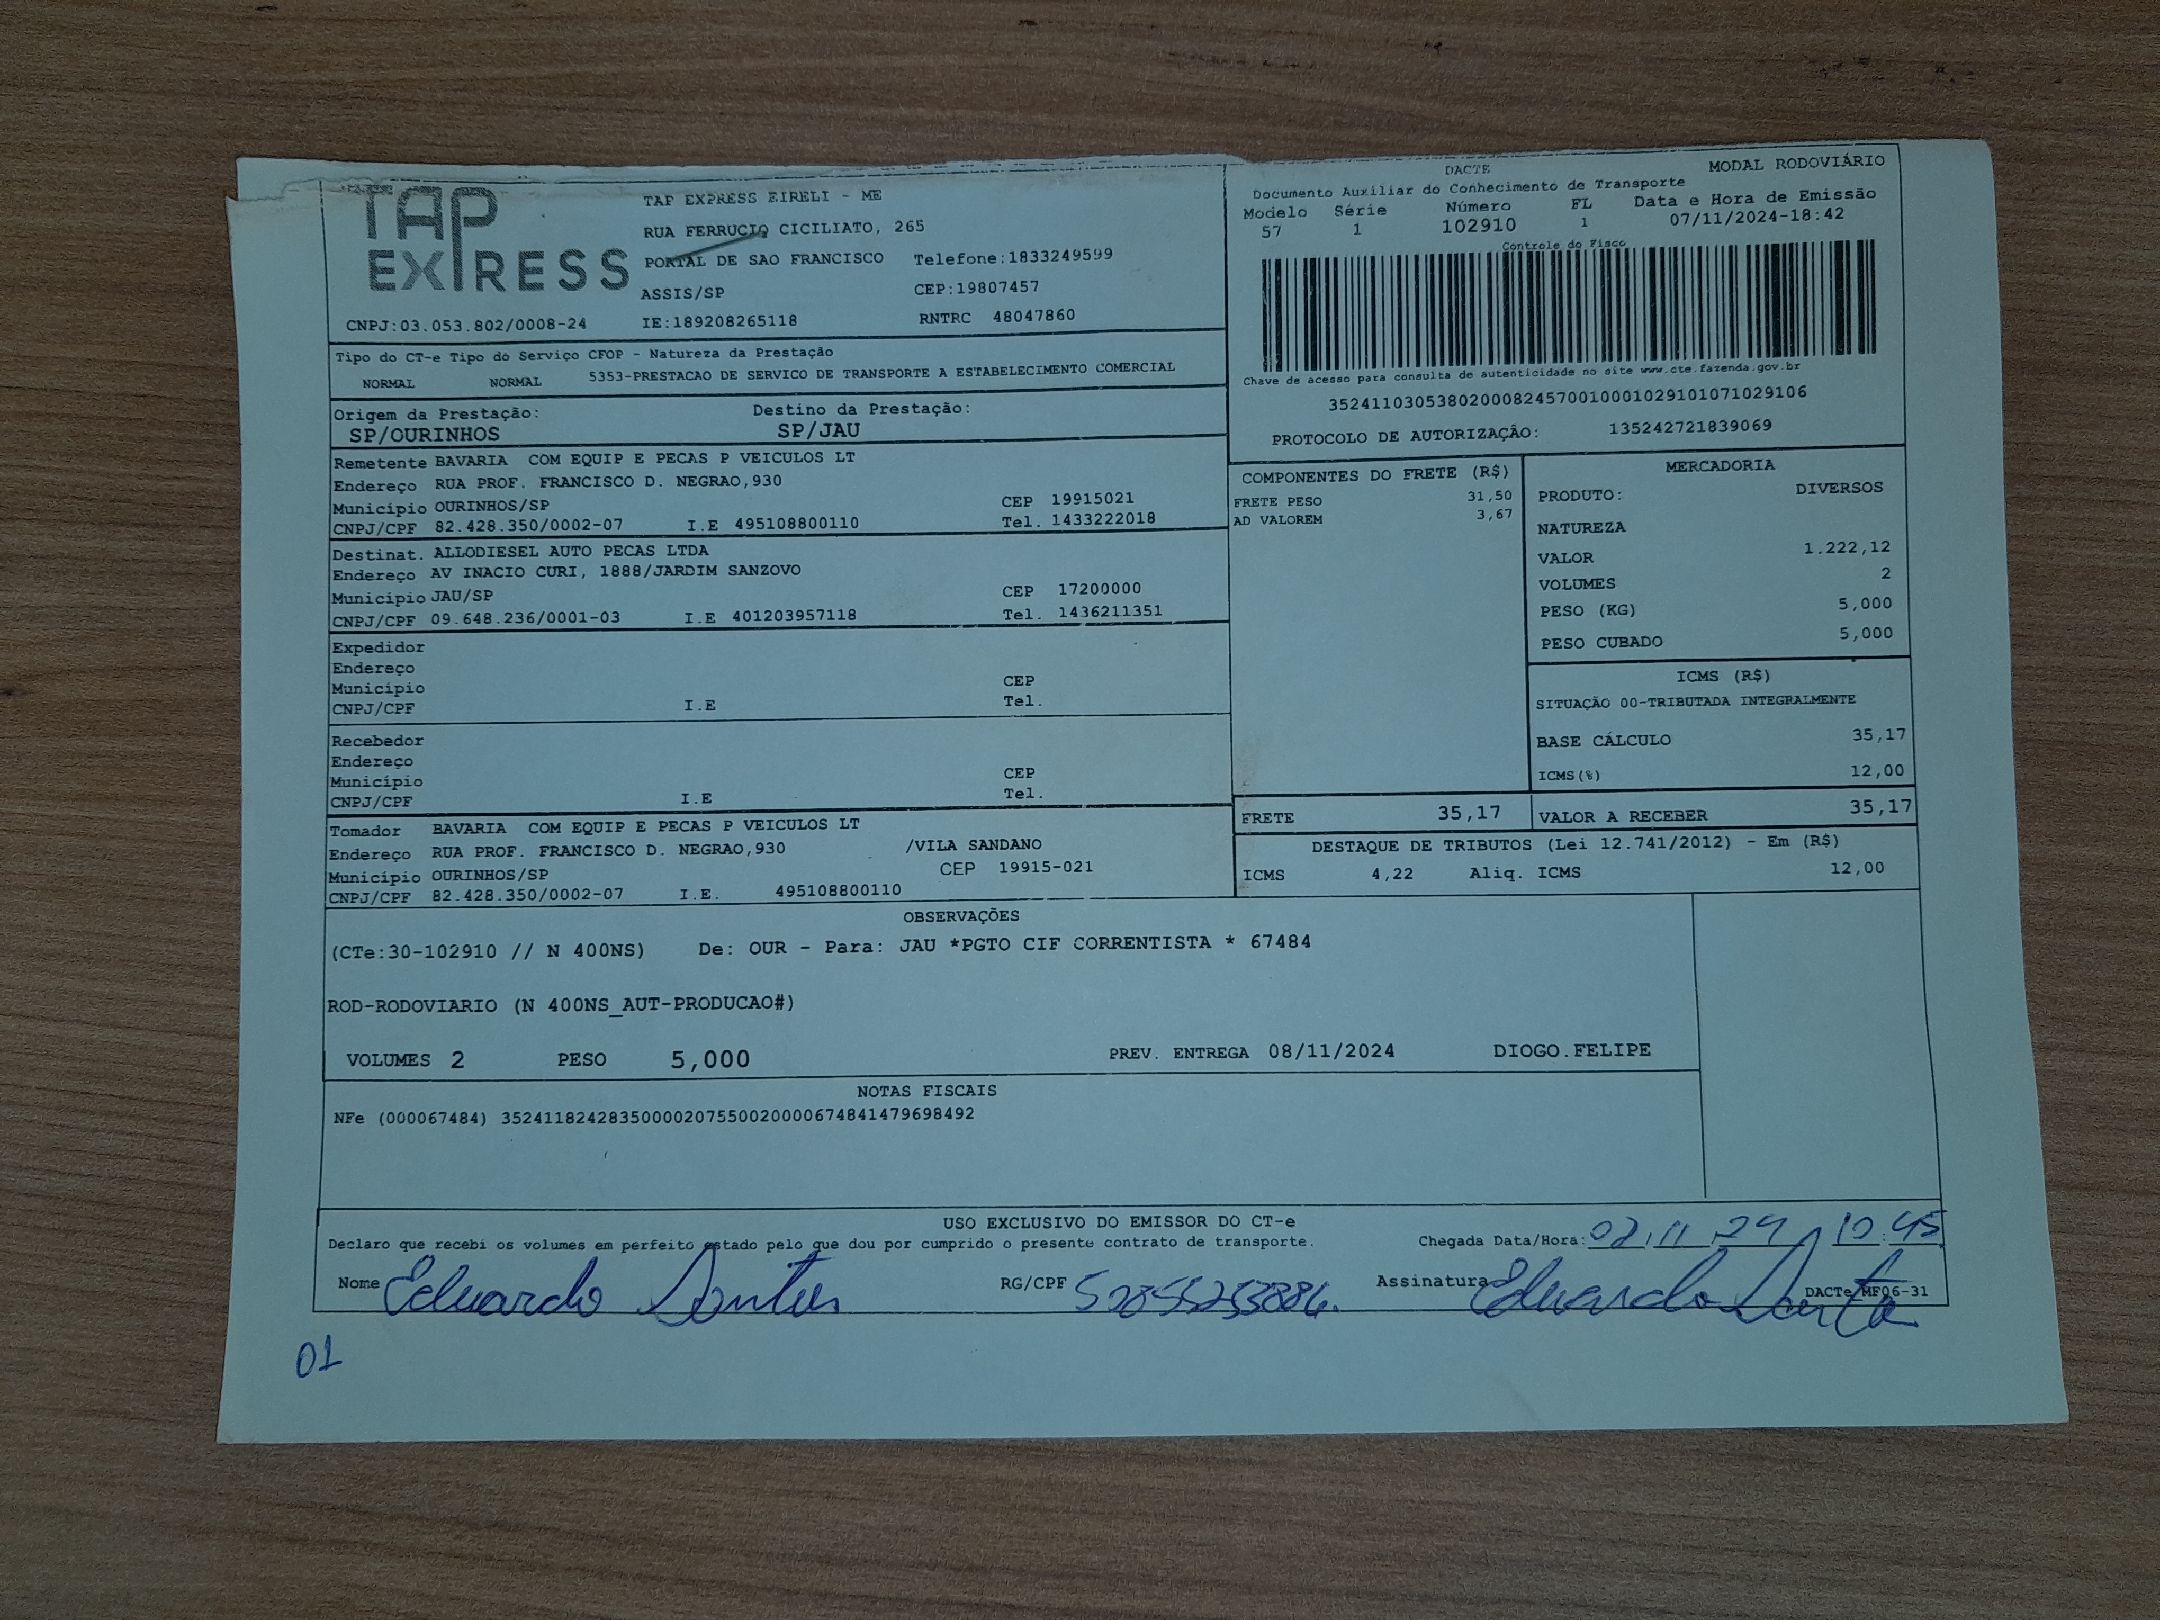 TAP EXPRESS
TAP EXPRESS EIRELI - ME
RUA FERRUCIO CICILIATO, 265
PORTAL DE SAO FRANCISCO Telefone:1833249599
ASSIS/SP CEP:19807457
CNPJ:03.053.802/0008-24 IE:189208265118 RNTRC 48047860
DACTE MODAL RODOVIÁRIO
Documento Auxiliar do Conhecimento de Transporte
Modelo Série Número FL Data e Hora de Emissão
57 1 102910 1 07/11/2024-18:42
Controle do Fisco
Chave de acesso para consulta de autenticidade no site www.cte.fazenda.gov.br
35241103053802000824570010001029101071029106
PROTOCOLO DE AUTORIZAÇÃO: 135242721839069
Tipo do CT-e Tipo do Serviço CFOP - Natureza da Prestação
NORMAL NORMAL 5353-PRESTACAO DE SERVICO DE TRANSPORTE A ESTABELECIMENTO COMERCIAL
Origem da Prestação: Destino da Prestação:
SP/OURINHOS SP/JAU
Remetente BAVARIA COM EQUIP E PECAS P VEICULOS LT
Endereço RUA PROF. FRANCISCO D. NEGRAO,930
Município OURINHOS/SP CEP 19915021
CNPJ/CPF 82.428.350/0002-07 I.E 495108800110 Tel. 1433222018
Destinat. ALLODIESEL AUTO PECAS LTDA
Endereço AV INACIO CURI, 1888/JARDIM SANZOVO
Município JAU/SP CEP 17200000
CNPJ/CPF 09.648.236/0001-03 I.E 401203957118 Tel. 1436211351
Expedidor
Endereço
Município CEP
CNPJ/CPF I.E Tel.
Recebedor
Endereço
Município CEP
CNPJ/CPF I.E Tel.
Tomador BAVARIA COM EQUIP E PECAS P VEICULOS LT
Endereço RUA PROF. FRANCISCO D. NEGRAO,930 /VILA SANDANO
Município OURINHOS/SP CEP 19915-021
CNPJ/CPF 82.428.350/0002-07 I.E. 495108800110
COMPONENTES DO FRETE (R$)
FRETE PESO 31,50
AD VALOREM 3,67
MERCADORIA
PRODUTO: DIVERSOS
NATUREZA
VALOR 1.222,12
VOLUMES 2
PESO (KG) 5,000
PESO CUBADO 5,000
ICMS (R$)
SITUAÇÃO 00-TRIBUTADA INTEGRALMENTE
BASE CÁLCULO 35,17
ICMS(%) 12,00
FRETE 35,17 VALOR A RECEBER 35,17
DESTAQUE DE TRIBUTOS (Lei 12.741/2012) - Em (R$)
ICMS 4,22 Aliq. ICMS 12,00
OBSERVAÇÕES
(CTe:30-102910 // N 400NS) De: OUR - Para: JAU *PGTO CIF CORRENTISTA * 67484
ROD-RODOVIARIO (N 400NS_AUT-PRODUCAO#)
VOLUMES 2 PESO 5,000 PREV. ENTREGA 08/11/2024 DIOGO.FELIPE
NOTAS FISCAIS
NFe (000067484) 35241182428350000207550020000674841479698492
USO EXCLUSIVO DO EMISSOR DO CT-e
Declaro que recebi os volumes em perfeito estado pelo que dou por cumprido o presente contrato de transporte. Chegada Data/Hora: 10:45
Nome Eduardo Santos RG/CPF Assinatura Eduardo Santos
DACTe MF06-31
01